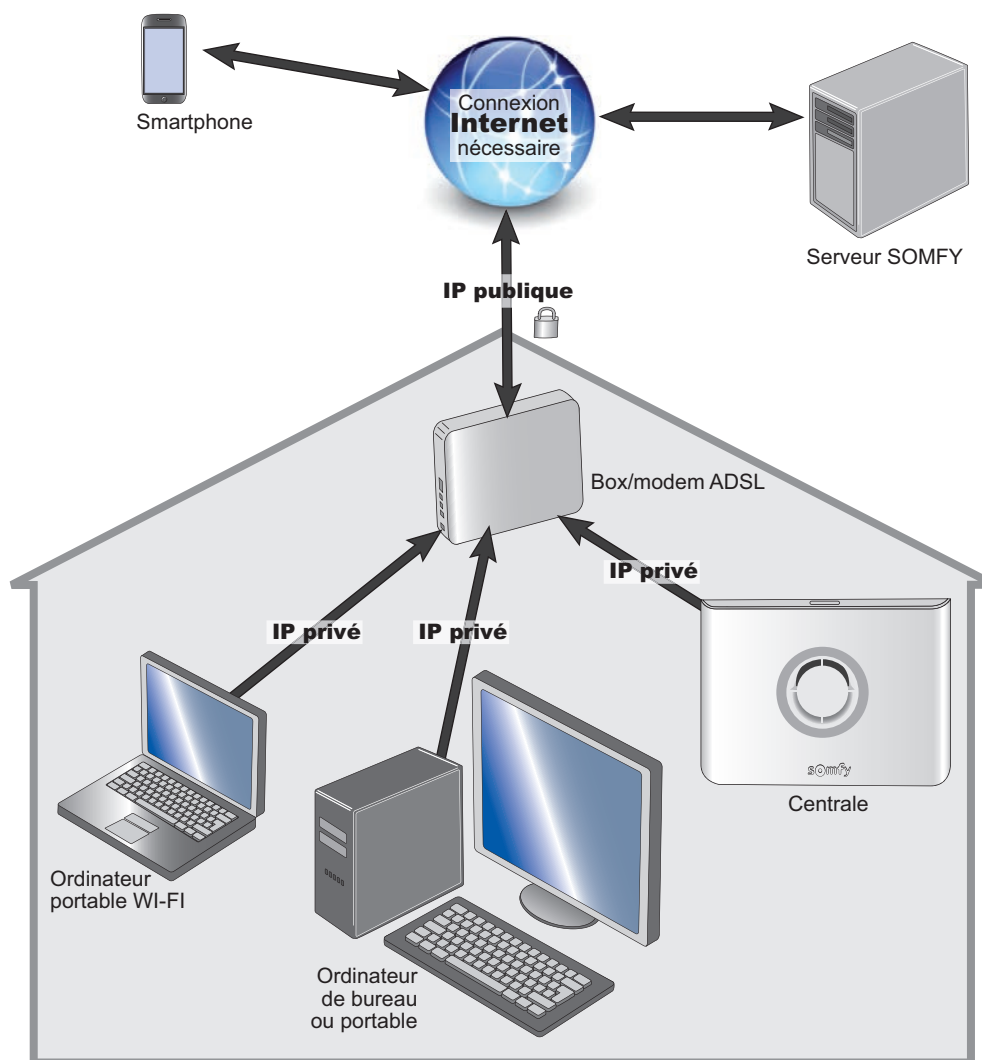 Smartphone
Connexion
Internet
nécessaire
Serveur SOMFY
IP publique
Box/modem ADSL
IP privé
IP privé
IP privé
somfy
Centrale
Ordinateur
portable WI-FI
Ordinateur
de bureau
ou portable